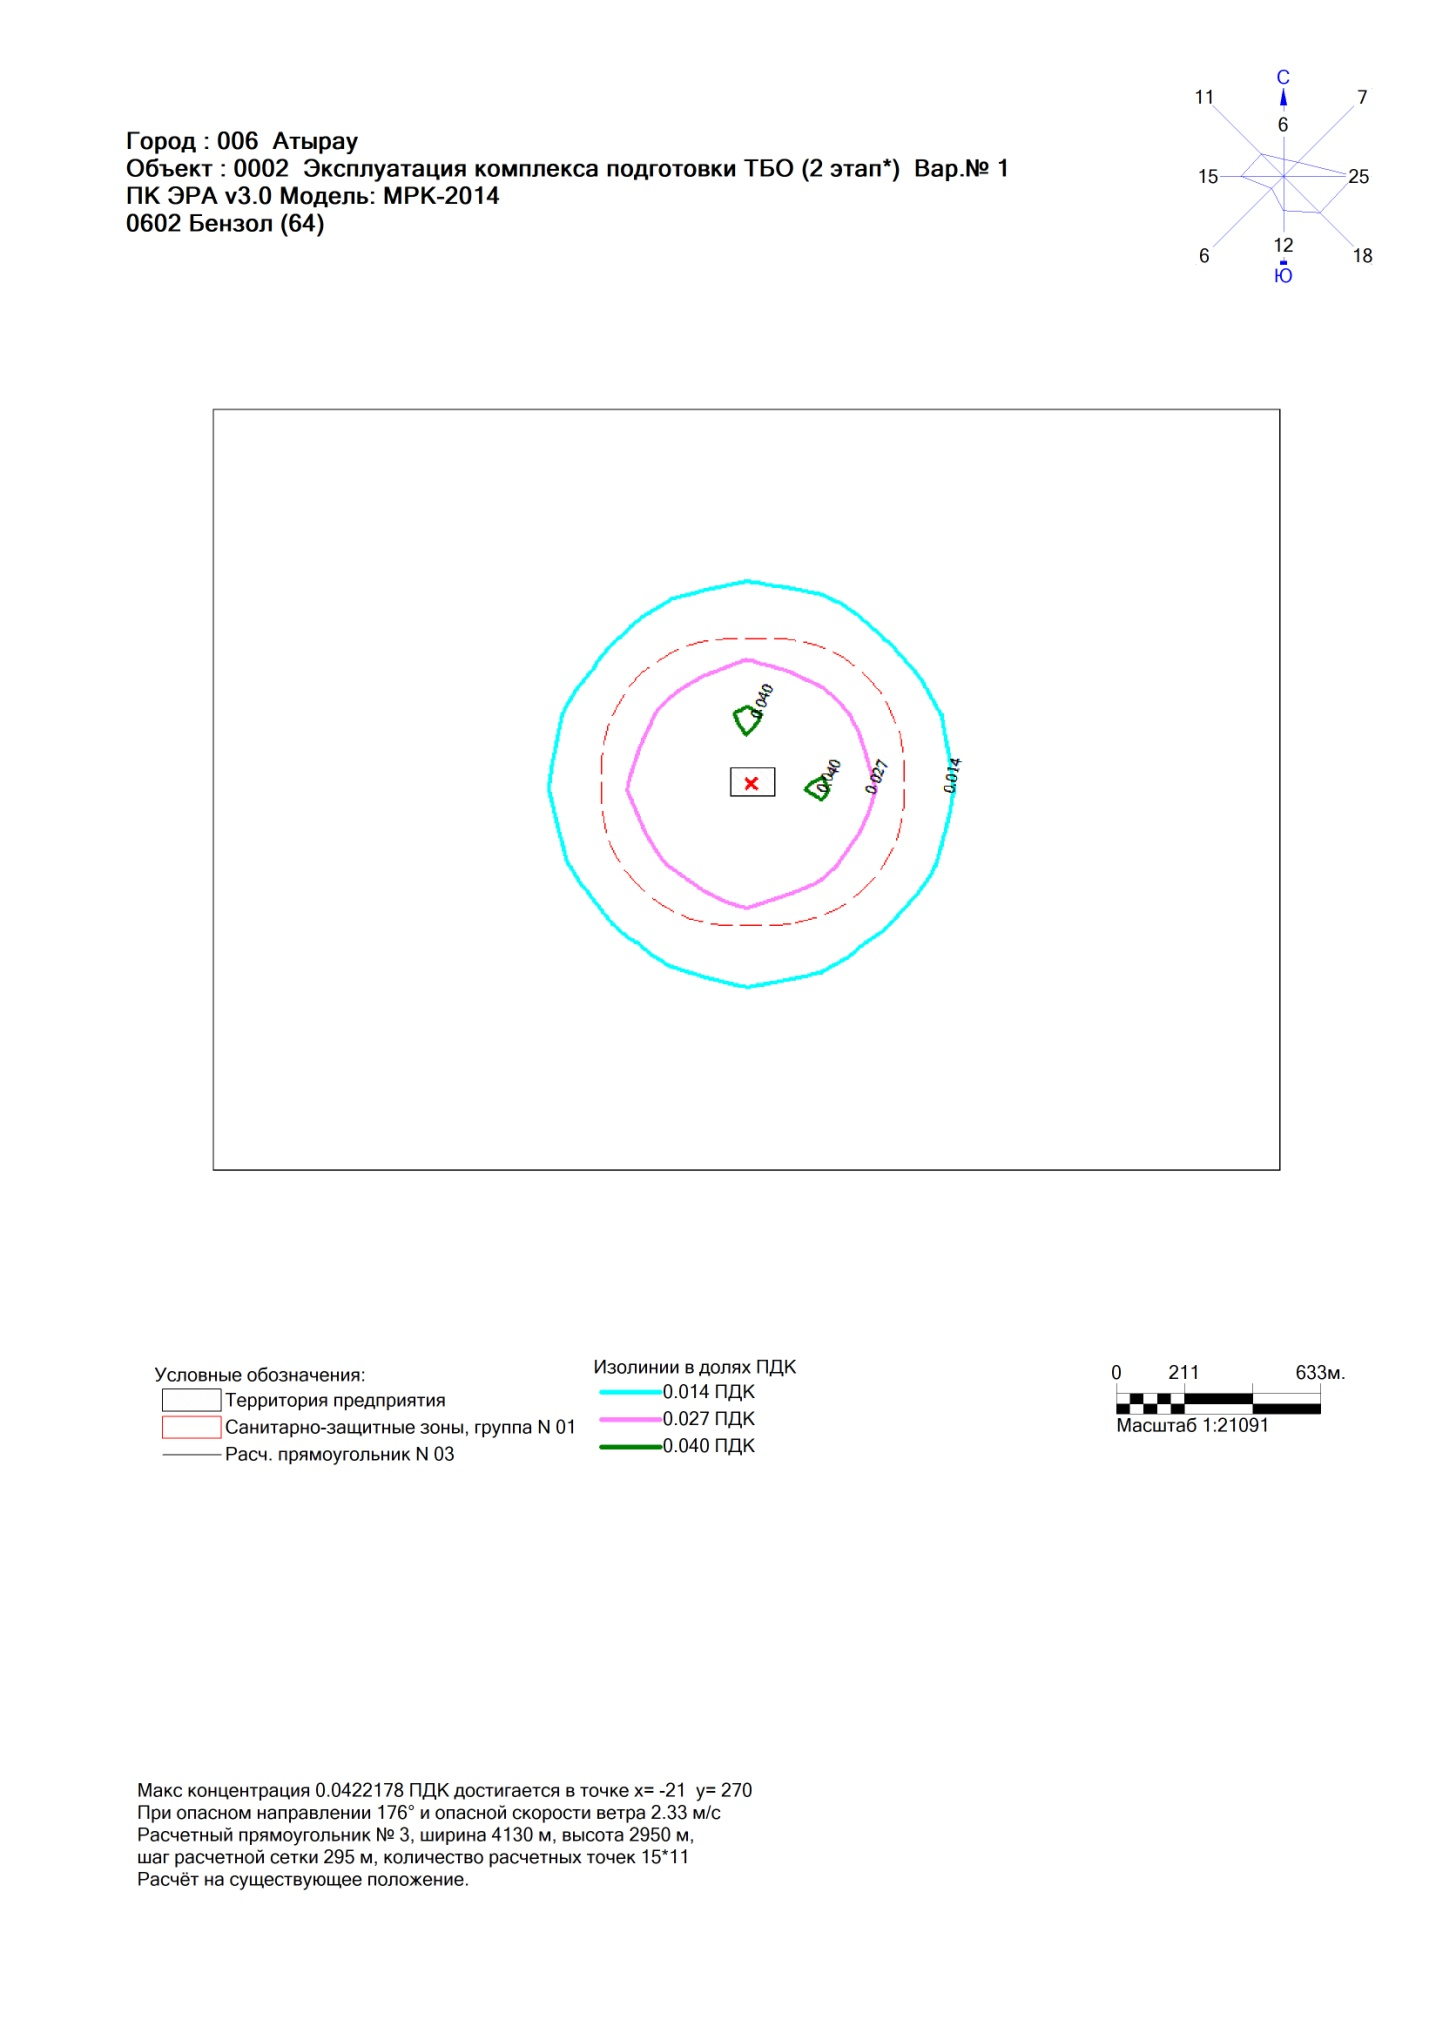 С
11
7
6
Город : 006  Атырау
Объект : 0002  Эксплуатация комплекса подготовки ТБО (2 этап*)  Вар.№ 1
ПК ЭРА v3.0 Модель: МРК-2014
0602 Бензол (64)
15
25
12
6
18
Ю
0.040
0.040
0.027
0.014
Условные обозначения:
Территория предприятия
Санитарно-защитные зоны, группа N 01
Расч. прямоугольник N 03
Изолинии в долях ПДК
0.014 ПДК
0.027 ПДК
0.040 ПДК
0 211 633м.
Масштаб 1:21091
Макс концентрация 0.0422178 ПДК достигается в точке x= -21  y= 270
При опасном направлении 176° и опасной скорости ветра 2.33 м/с
Расчетный прямоугольник № 3, ширина 4130 м, высота 2950 м,
шаг расчетной сетки 295 м, количество расчетных точек 15*11
Расчёт на существующее положение.